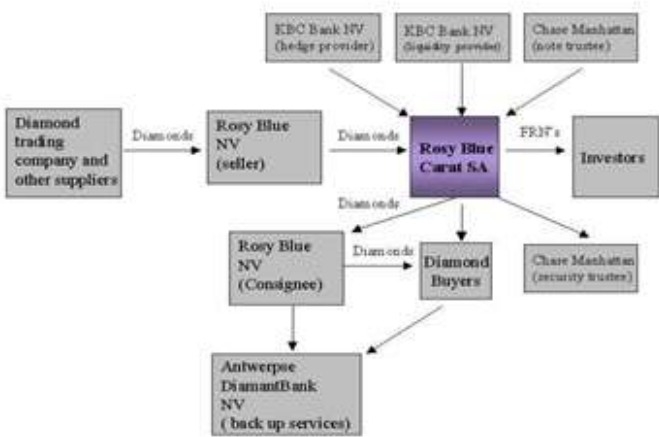 KBC Bank NV
(hedge provider)
KBC Bank NV
(liquidity provider)
Chase Manhattan
(note trustee)
Diamond
trading
company and
other suppliers
Diamonds
Rosy Blue
NV
(seller)
Diamonds
Rosy Blue
Carat SA
FRN's
Investors
Diamonds
Rosy Blue
NV
(Consignee)
Diamonds
Diamond
Buyers
Chase Manhattan
(security trustee)
Antwerpse
DiamantBank
NV
( back up services)